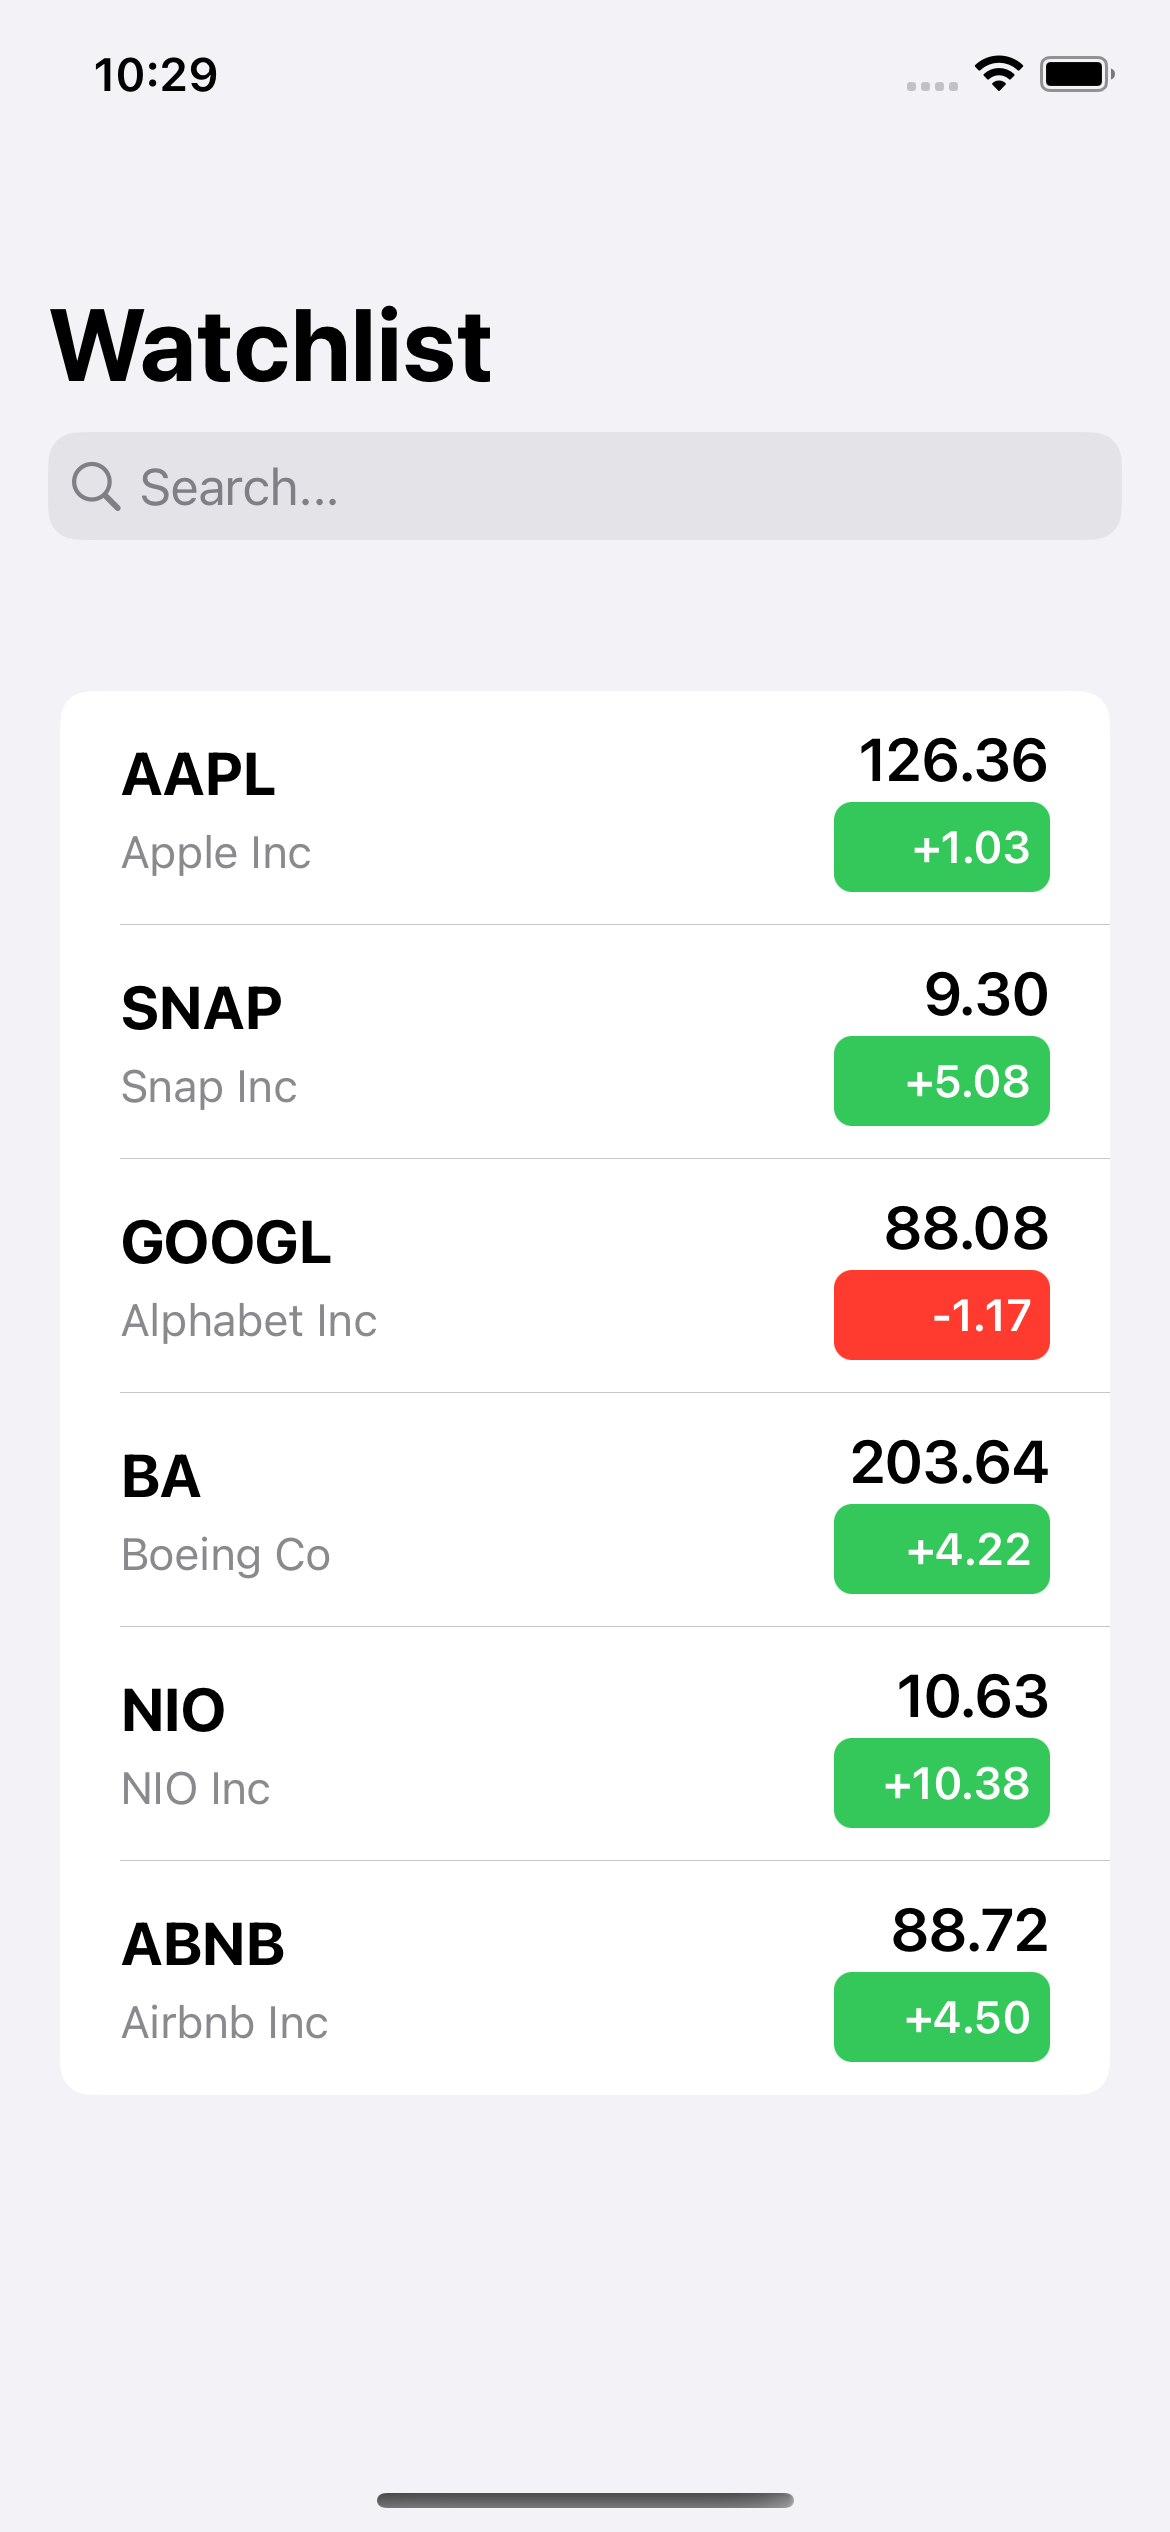 10:29
Watchlist
Search...
AAPL
126.36
Apple Inc
+1.03
SNAP
9.30
Snap Inc
+5.08
GOOGL
88.08
Alphabet Inc
-1.17
BA
203.64
Boeing Co
+4.22
NIO
10.63
NIO Inc
+10.38
ABNB
88.72
Airbnb Inc
+4.50